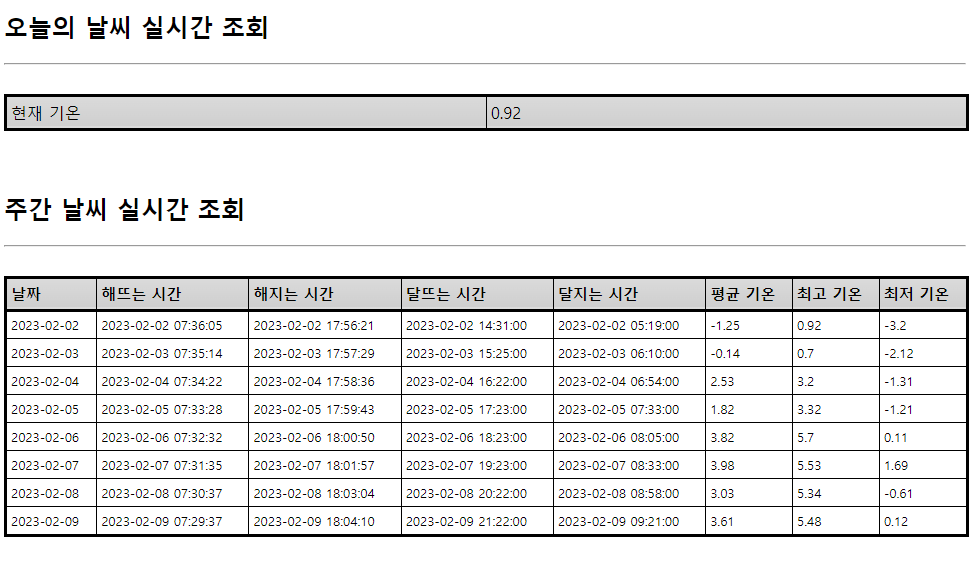 오늘의 날씨 실시간 조회
현재 기온 0.92
주간 날씨 실시간 조회
날짜 해뜨는 시간 해지는 시간 달뜨는 시간 달지는 시간 평균 기온 최고 기온 최저 기온
2023-02-02 2023-02-02 07:36:05 2023-02-02 17:56:21 2023-02-02 14:31:00 2023-02-02 05:19:00 -1.25 0.92 -3.2
2023-02-03 2023-02-03 07:35:14 2023-02-03 17:57:29 2023-02-03 15:25:00 2023-02-03 06:10:00 -0.14 0.7 -2.12
2023-02-04 2023-02-04 07:34:22 2023-02-04 17:58:36 2023-02-04 16:22:00 2023-02-04 06:54:00 2.53 3.2 -1.31
2023-02-05 2023-02-05 07:33:28 2023-02-05 17:59:43 2023-02-05 17:23:00 2023-02-05 07:33:00 1.82 3.32 -1.21
2023-02-06 2023-02-06 07:32:32 2023-02-06 18:00:50 2023-02-06 18:23:00 2023-02-06 08:05:00 3.82 5.7 0.11
2023-02-07 2023-02-07 07:31:35 2023-02-07 18:01:57 2023-02-07 19:23:00 2023-02-07 08:33:00 3.98 5.53 1.69
2023-02-08 2023-02-08 07:30:37 2023-02-08 18:03:04 2023-02-08 20:22:00 2023-02-08 08:58:00 3.03 5.34 -0.61
2023-02-09 2023-02-09 07:29:37 2023-02-09 18:04:10 2023-02-09 21:22:00 2023-02-09 09:21:00 3.61 5.48 0.12